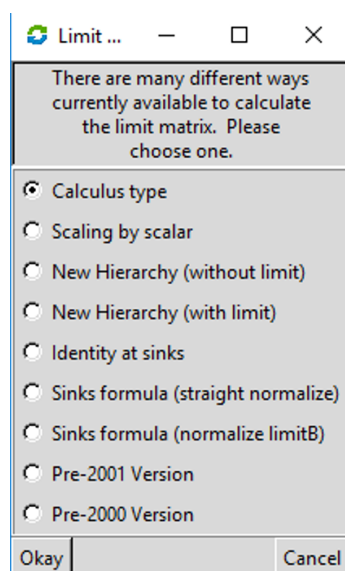 Limit ...
There are many different ways
currently available to calculate
the limit matrix. Please
choose one.
Calculus type
Scaling by scalar
New Hierarchy (without limit)
New Hierarchy (with limit)
Identity at sinks
Sinks formula (straight normalize)
Sinks formula (normalize limitB)
Pre-2001 Version
Pre-2000 Version
Okay
Cancel